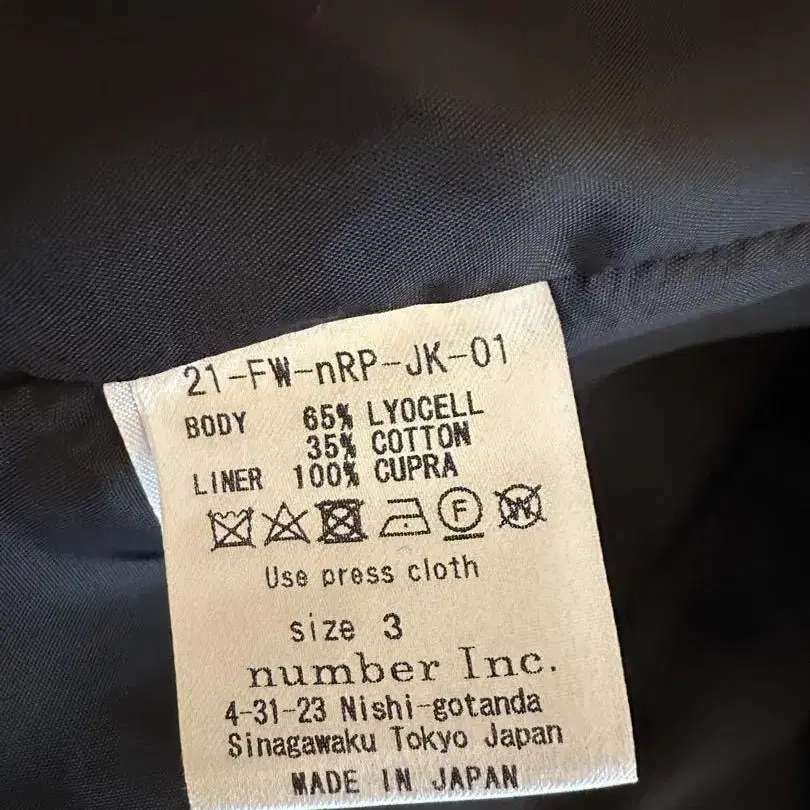 21-FW-nRP-JK-01
BODY 65% LYOCELL
35% COTTON
LINER 100% CUPRA
F W
Use press cloth
size 3
number Inc.
4-31-23 Nishi-gotanda
Sinagawaku Tokyo Japan
MADE IN JAPAN